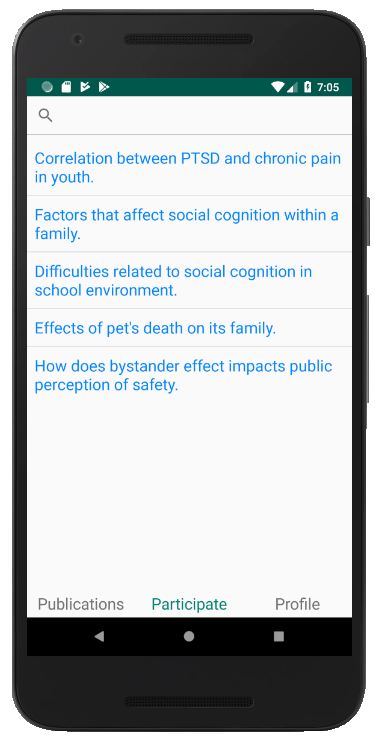 7:05
Correlation between PTSD and chronic pain
in youth.
Factors that affect social cognition within a
family.
Difficulties related to social cognition in
school environment.
Effects of pet's death on its family.
How does bystander effect impacts public
perception of safety.
Publications Participate Profile